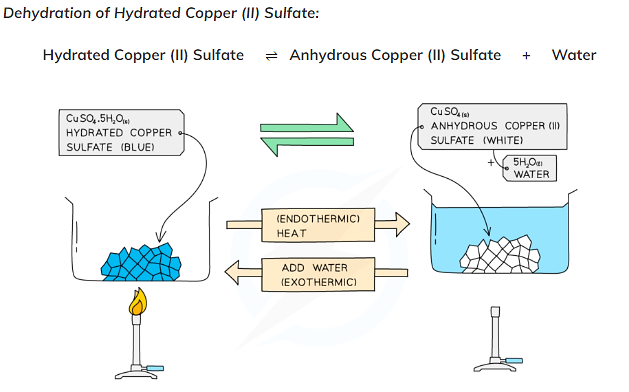 Dehydration of Hydrated Copper (II) Sulfate:
Hydrated Copper (II) Sulfate ⇌ Anhydrous Copper (II) Sulfate + Water
CuSO₄.5H₂O(s)
HYDRATED COPPER
SULFATE (BLUE)
CuSO₄(s)
ANHYDROUS COPPER (II)
SULFATE (WHITE)
+ 5H₂O(l)
WATER
(ENDOTHERMIC)
HEAT
ADD WATER
(EXOTHERMIC)